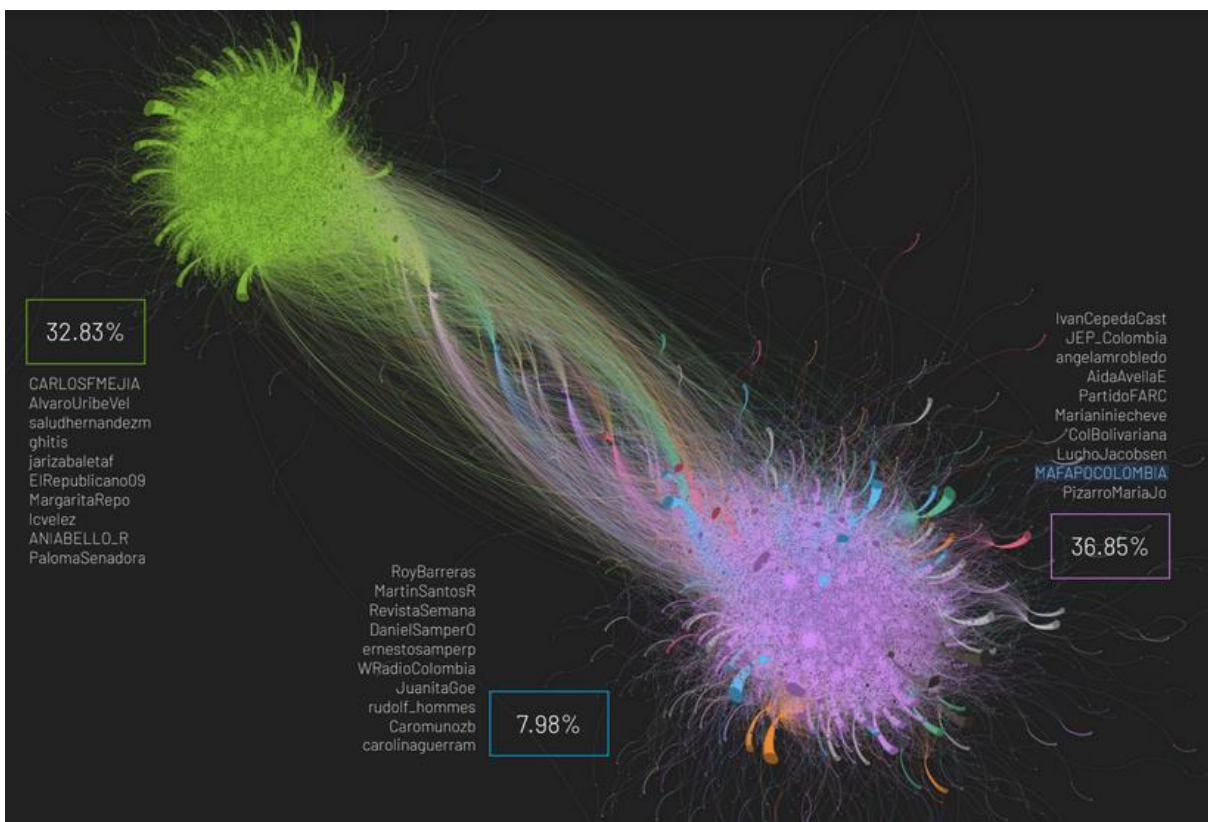 32.83%
CARLOSFMEJIA
AlvaroUribeVel
saludhernandezm
ghitis
jarizabaletaf
ElRepublicano09
MargaritaRepo
lcvelez
ANIABELLO_R
PalomaSenadora
RoyBarreras
MartinSantosR
RevistaSemana
DanielSamperO
ernestosamperp
WRadioColombia
JuanitaGoe
rudolf_hommes
Caromunozb
carolinaguerram
7.98%
IvanCepedaCast
JEP_Colombia
angelamrobledo
AidaAvellaE
PartidoFARC
Marianiniecheve
ColBolivariana
LuchoJacobsen
MAFAPOCOLOMBIA
PizarroMariaJo
36.85%